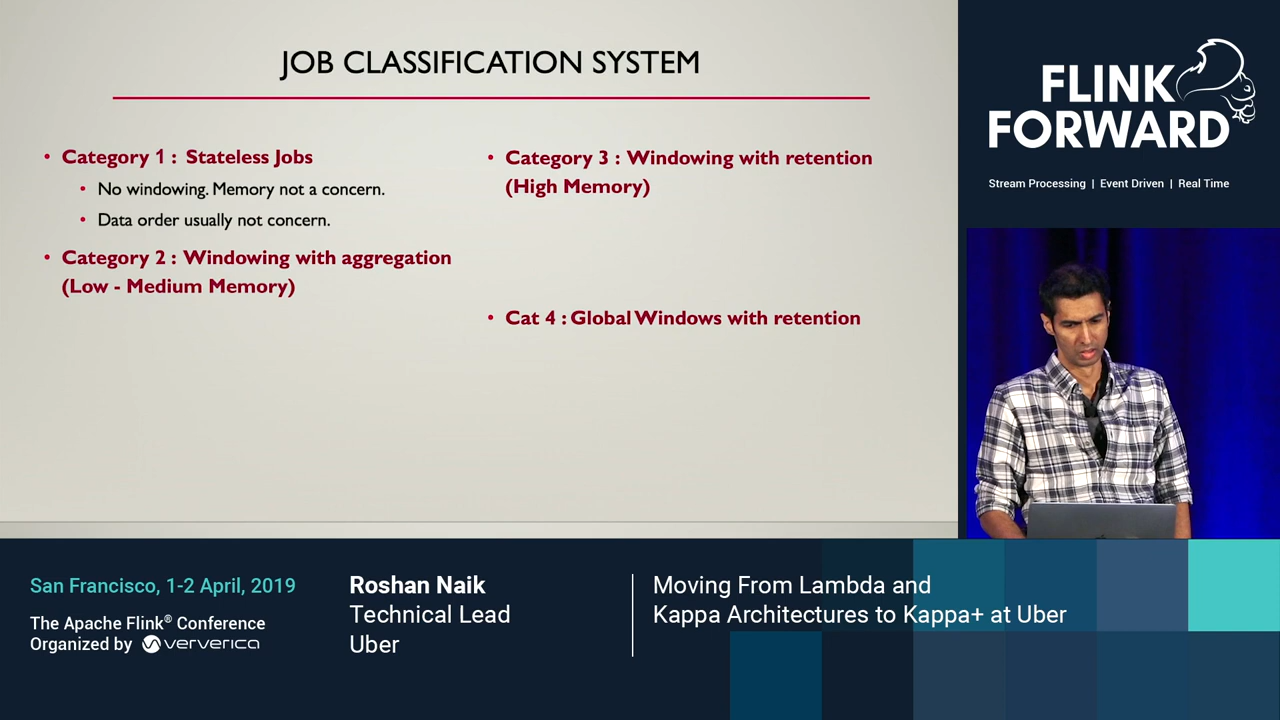 JOB CLASSIFICATION SYSTEM
• Category 1 : Stateless Jobs
• No windowing. Memory not a concern.
• Data order usually not concern.
• Category 2 : Windowing with aggregation
(Low - Medium Memory)
• Category 3 : Windowing with retention
(High Memory)
• Cat 4 : Global Windows with retention
FLINK
FORWARD
Stream Processing | Event Driven | Real Time
San Francisco, 1-2 April, 2019
The Apache Flink® Conference
Organized by ververica
Roshan Naik
Technical Lead
Uber
Moving From Lambda and
Kappa Architectures to Kappa+ at Uber